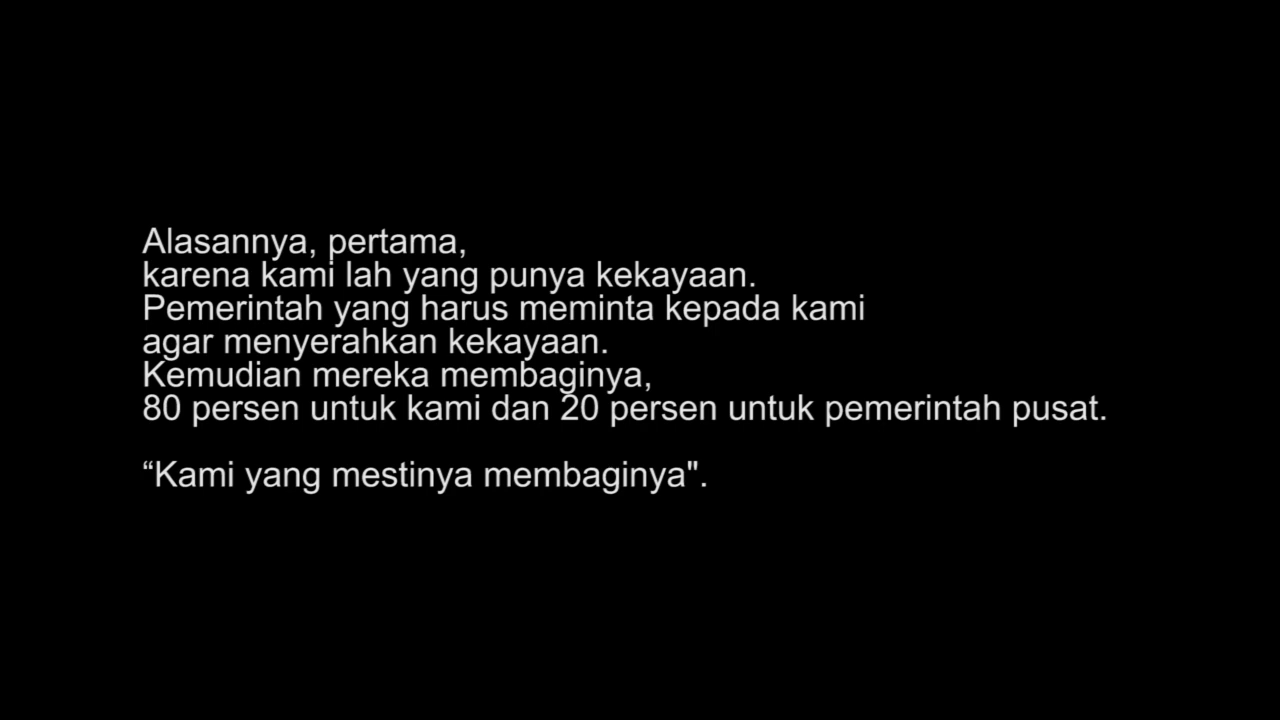 Alasannya, pertama,
karena kami lah yang punya kekayaan.
Pemerintah yang harus meminta kepada kami
agar menyerahkan kekayaan.
Kemudian mereka membaginya,
80 persen untuk kami dan 20 persen untuk pemerintah pusat.
“Kami yang mestinya membaginya".